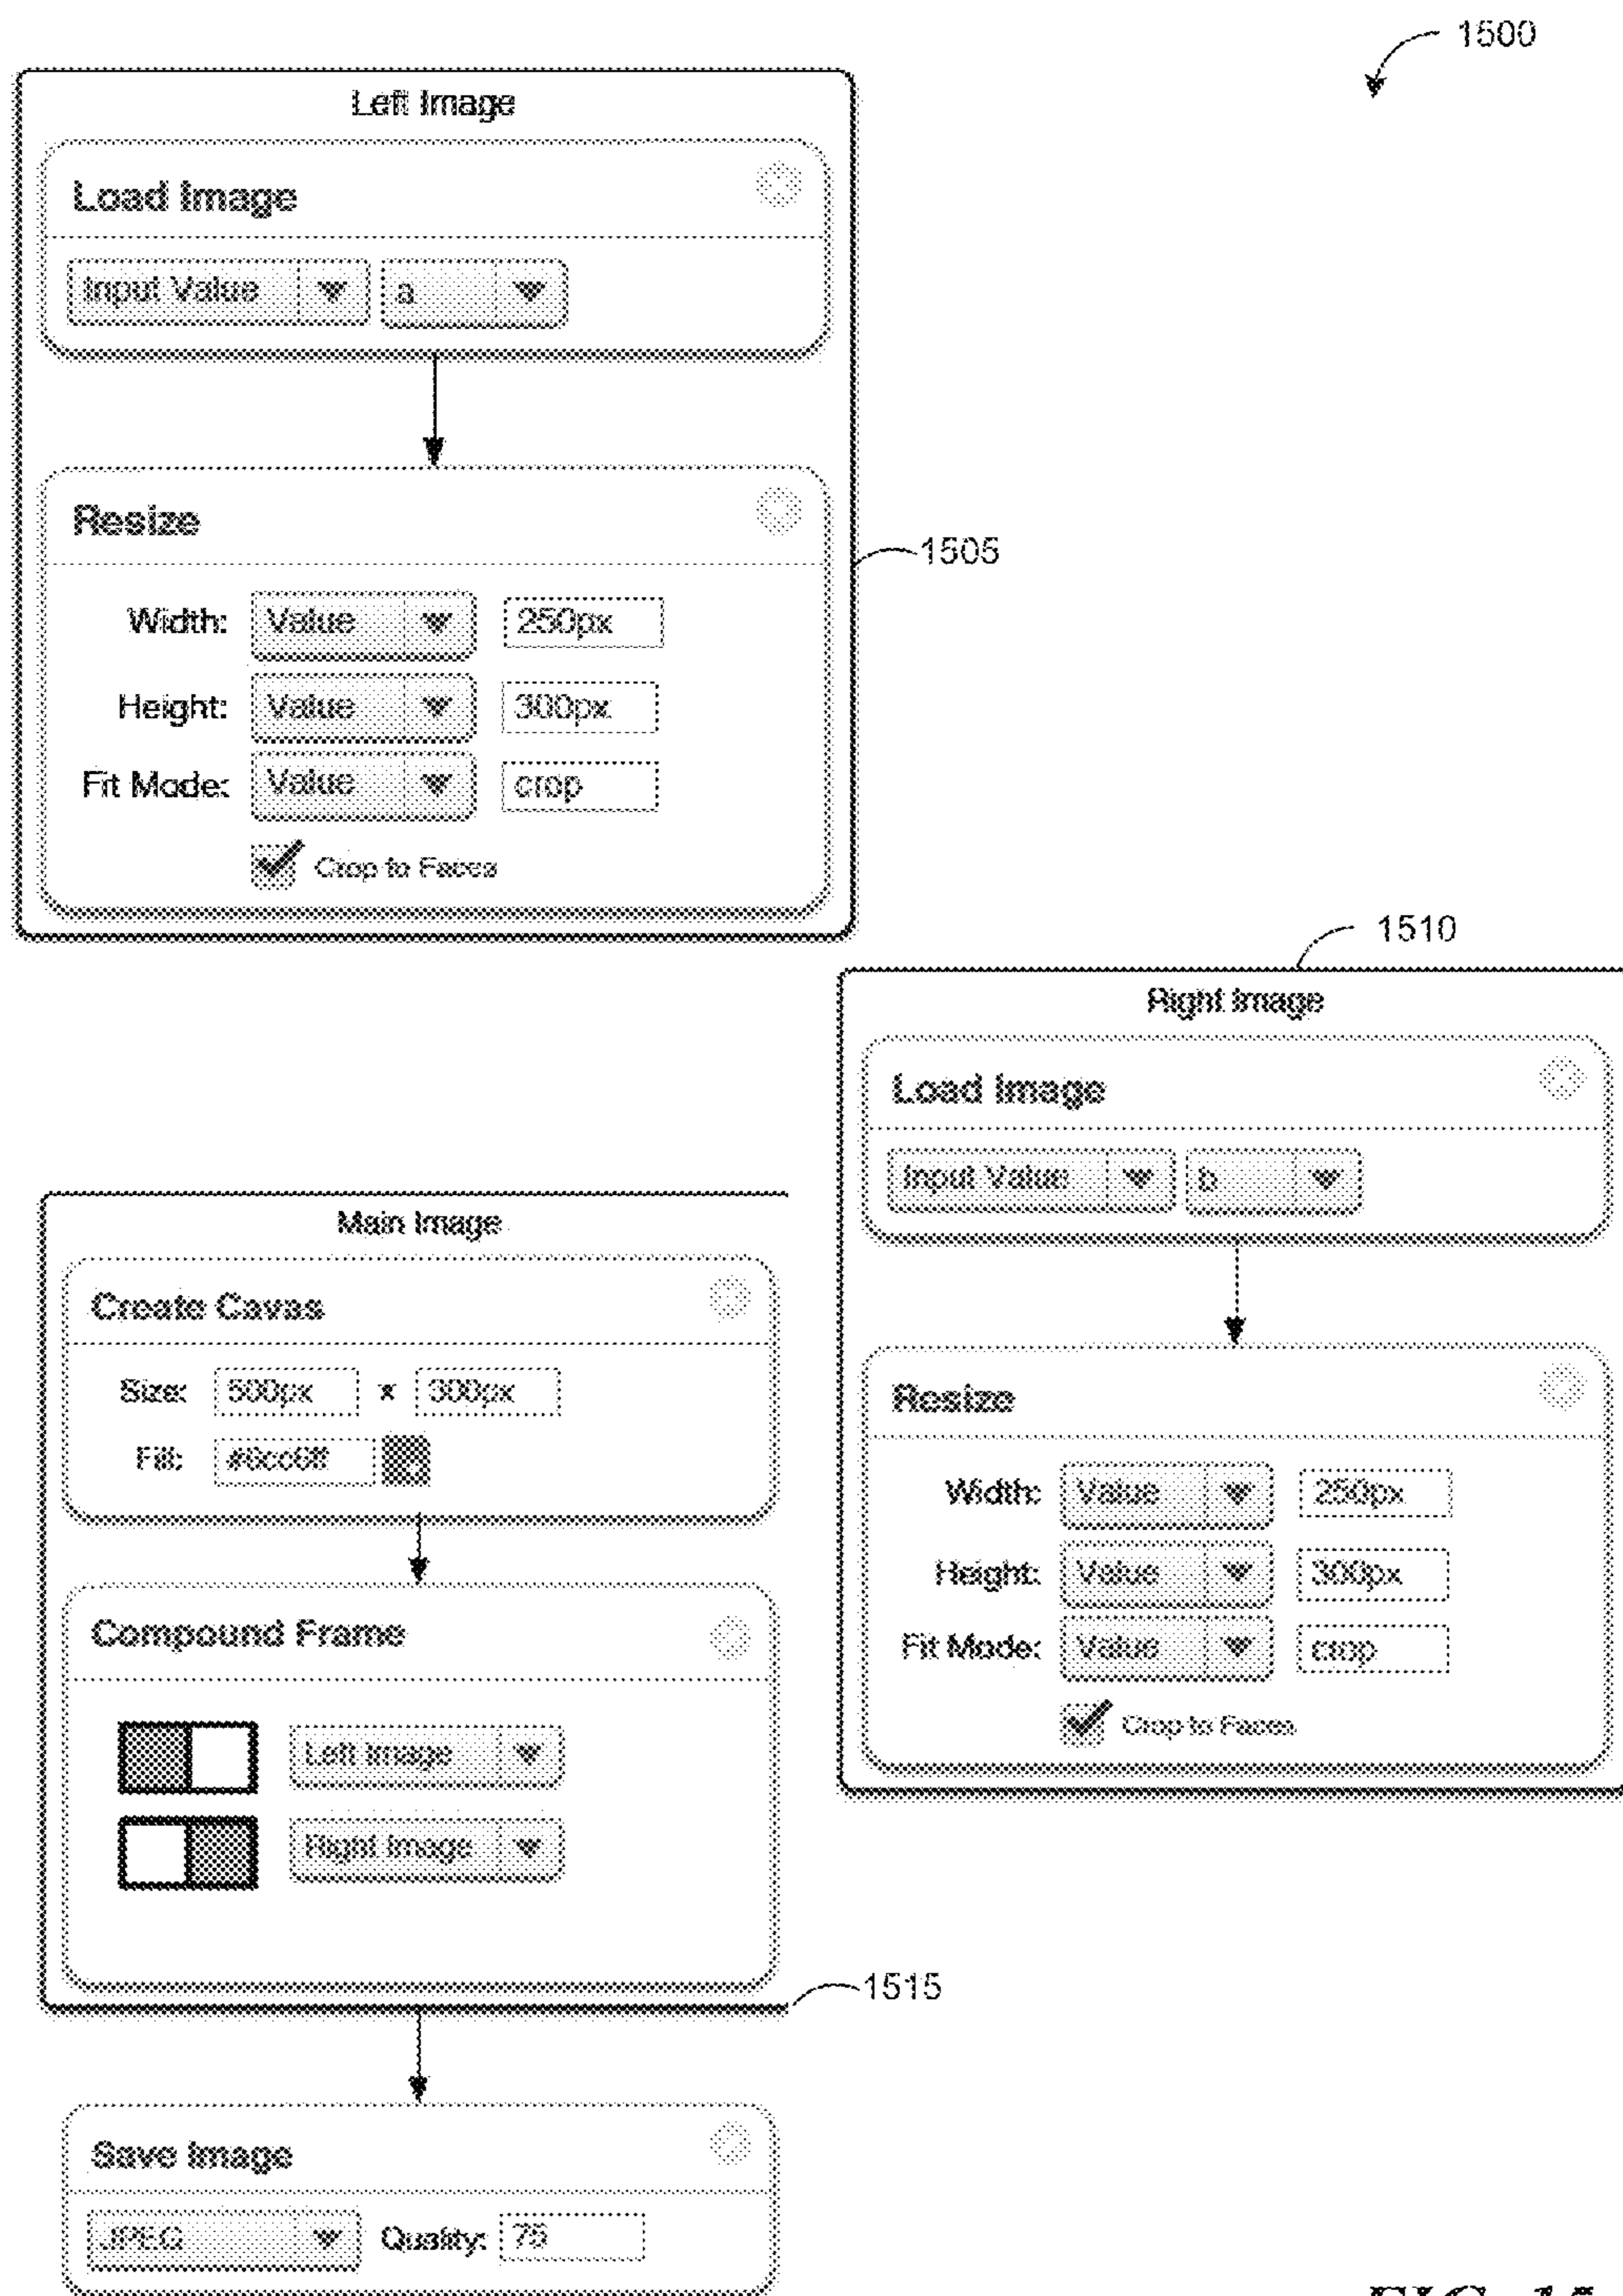 1500
Left Image
Load Image
Input Value a
Resize
Width: Value 250px
Height: Value 300px
Fit Mode: Value crop
Crop to Faces
1505
1510
Right Image
Load Image
Input Value b
Resize
Width: Value 250px
Height: Value 300px
Fit Mode: Value crop
Crop to Faces
Main Image
Create Cavas
Size: 500px x 300px
Fill:
Compound Frame
Left Image
Right Image
1515
Save Image
JPEG Quality: 75